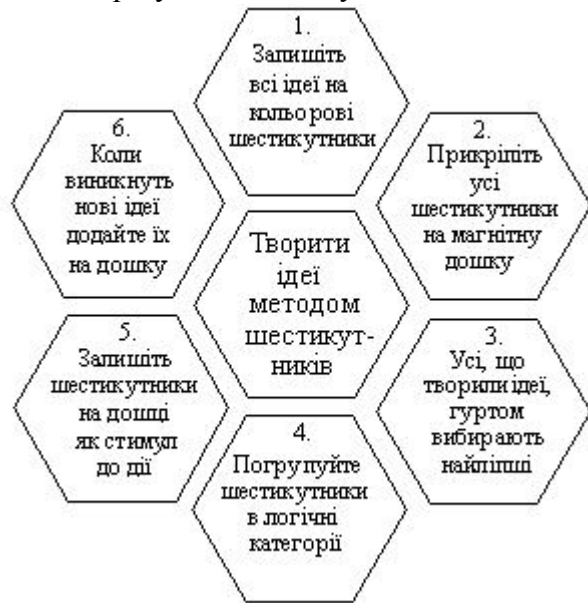 1.
Запишіть
всі ідеї на
кольорові
шестикутники
2.
Прикріпіть
усі
шестикутники
на магнітну
дошку
3.
Усі, що
творили ідеї,
гуртом
вибирають
найліпші
4.
Погрупуйте
шестикутники
в логічні
категорії
5.
Запишіть
шестикутники
на дошці
як стимул
до дії
6.
Коли
виникнуть
нові ідеї
додайте їх
на дошку
Творити
ідеї
методом
шестикут-
ників